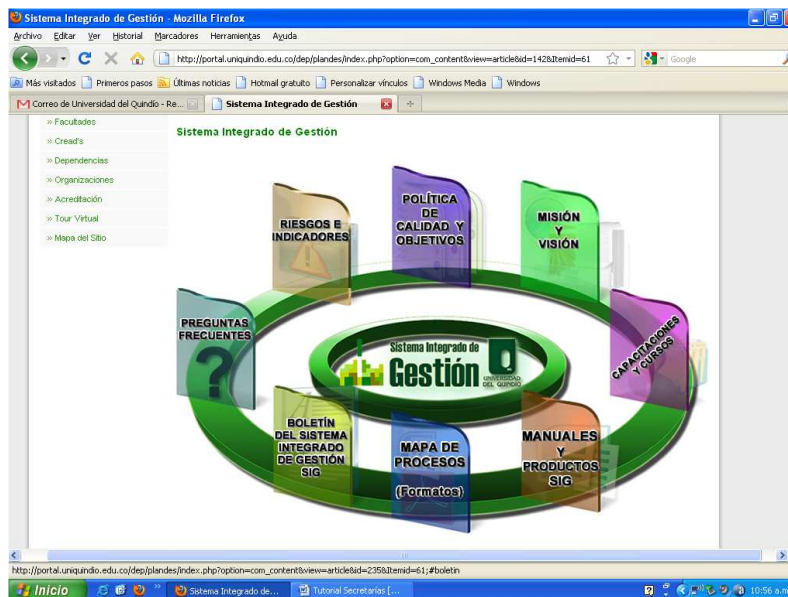 Sistema Integrado de Gestión - Mozilla Firefox
Archivo Editar Ver Historial Marcadores Herramientas Ayuda
http://portal.uniquindio.edu.co/dep/plandes/index.php?option=com_content&view=article&id=142&Itemid=61
Google
Más visitados Primeros pasos Últimas noticias Hotmail gratuito Personalizar vínculos Windows Media Windows
Correo de Universidad del Quindío - Re...
Sistema Integrado de Gestión
» Facultades
» Cread's
» Dependencias
» Organizaciones
» Acreditación
» Tour Virtual
» Mapa del Sitio
Sistema Integrado de Gestión
RIESGOS E
INDICADORES
POLÍTICA
DE
CALIDAD Y
OBJETIVOS
MISIÓN
Y
VISIÓN
PREGUNTAS
FRECUENTES
?
CAPACITACIONES
Y CURSOS
Sistema Integrado de
Gestión
UNIVERSIDAD
DEL QUINDÍO
BOLETÍN
DEL SISTEMA
INTEGRADO
DE GESTIÓN
SIG
MAPA DE
PROCESOS
(Formatos)
MANUALES
Y
PRODUCTOS
SIG
http://portal.uniquindio.edu.co/dep/plandes/index.php?option=com_content&view=article&id=235&Itemid=61;#boletin
Inicio
Sistema Integrado de...
Tutorial Secretarias [...
10:56 a.m